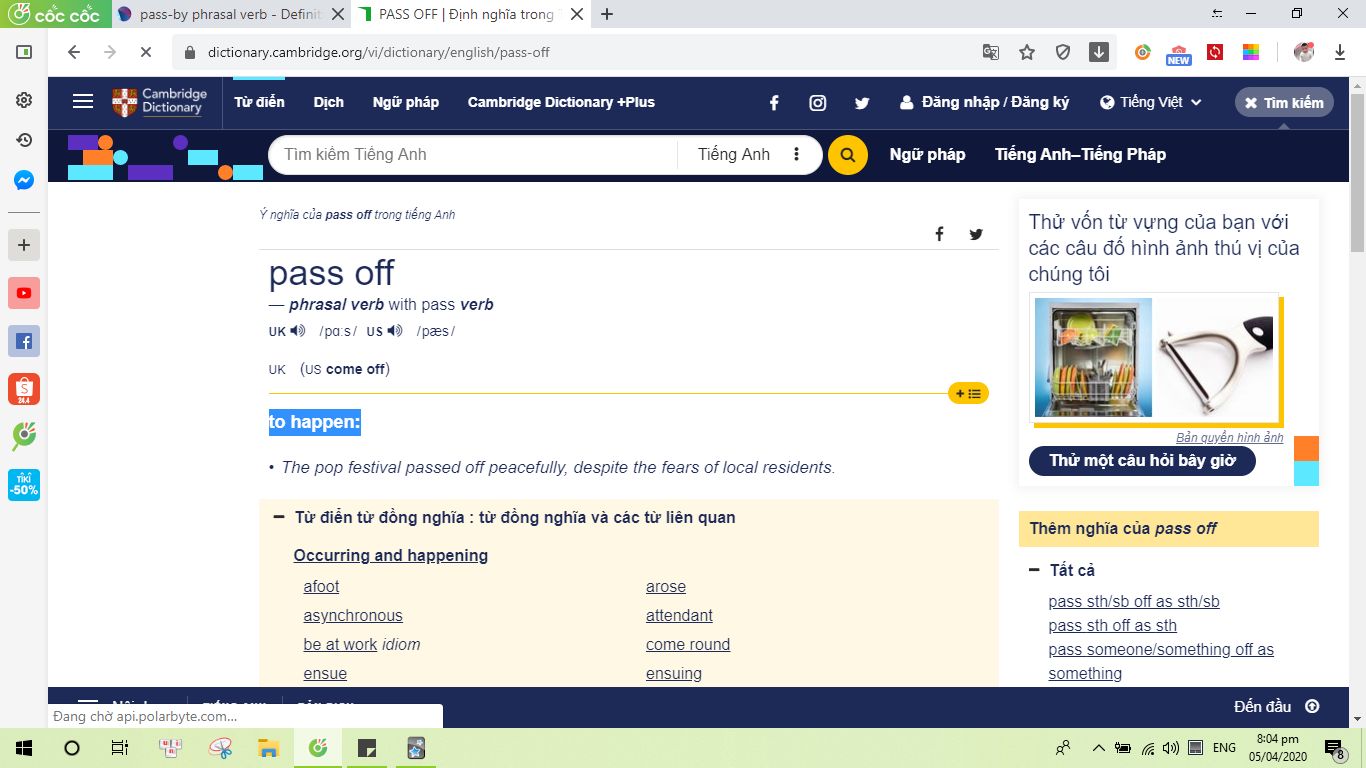 cốc cốc
pass-by phrasal verb - Definit
PASS OFF | Định nghĩa trong
dictionary.cambridge.org/vi/dictionary/english/pass-off
NEW
Cambridge
Dictionary
Từ điển
Dịch
Ngữ pháp
Cambridge Dictionary +Plus
Đăng nhập / Đăng ký
Tiếng Việt
Tìm kiếm
Tìm kiếm Tiếng Anh
Tiếng Anh
Ngữ pháp
Tiếng Anh–Tiếng Pháp
Ý nghĩa của pass off trong tiếng Anh
pass off
— phrasal verb with pass verb
UK /pɑːs/ US /pæs/
UK (US come off)
to happen:
• The pop festival passed off peacefully, despite the fears of local residents.
Từ điển từ đồng nghĩa : từ đồng nghĩa và các từ liên quan
Occurring and happening
afoot
arose
asynchronous
attendant
be at work idiom
come round
ensue
ensuing
Thử vốn từ vựng của bạn với
các câu đố hình ảnh thú vị của
chúng tôi
Bản quyền hình ảnh
Thử một câu hỏi bây giờ
Thêm nghĩa của pass off
Tất cả
pass sth/sb off as sth/sb
pass sth off as sth
pass someone/something off as
something
Đến đầu
S
24.4
TIKI
-50%
Đang chờ api.polarbyte.com...
ENG
8:04 pm
05/04/2020
8